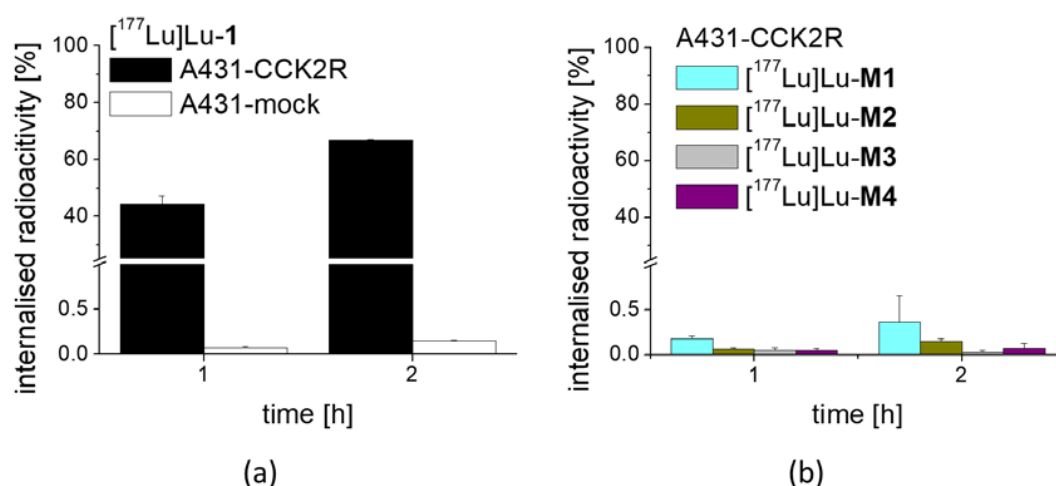 [¹⁷⁷Lu]Lu-1
A431-CCK2R
A431-mock
internalised radioacitivity [%]
100
80
60
40
0.5
0.0
1
2
time [h]
(a)
A431-CCK2R
[¹⁷⁷Lu]Lu-M1
[¹⁷⁷Lu]Lu-M2
[¹⁷⁷Lu]Lu-M3
[¹⁷⁷Lu]Lu-M4
internalised radioactivity [%]
100
80
60
40
0.5
0.0
1
2
time [h]
(b)